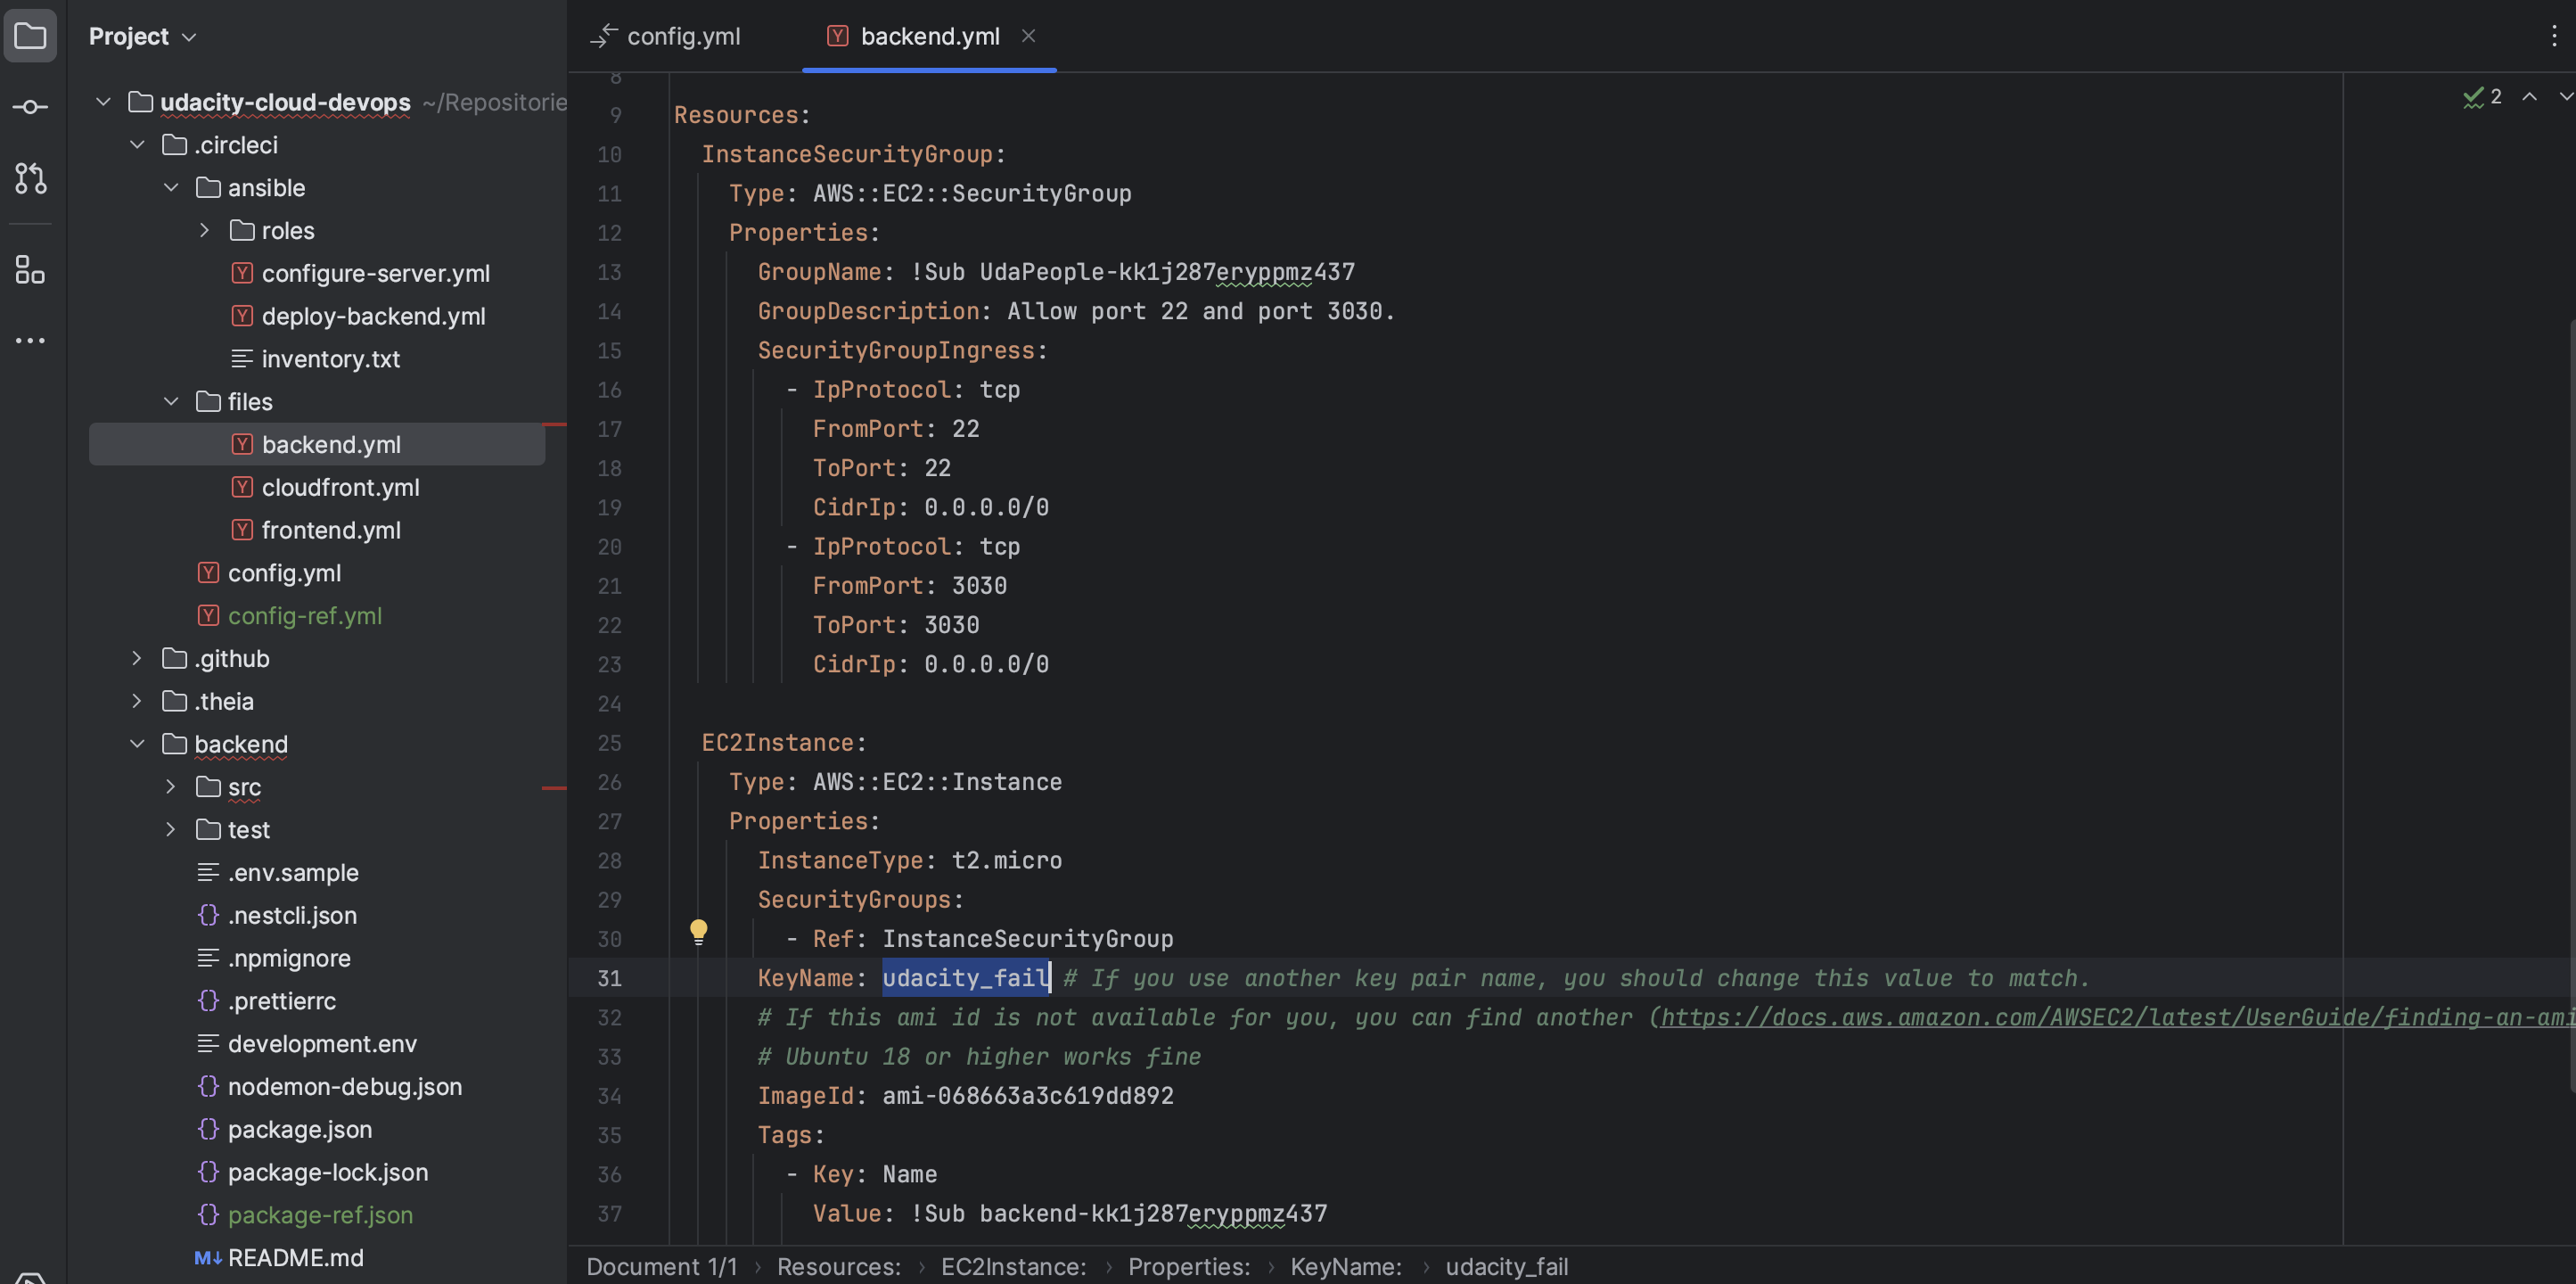 Project
udacity-cloud-devops ~/Repositorie
.circleci
ansible
roles
configure-server.yml
deploy-backend.yml
inventory.txt
files
backend.yml
cloudfront.yml
frontend.yml
config.yml
config-ref.yml
.github
.theia
backend
src
test
.env.sample
.nestcli.json
.npmignore
.prettierrc
development.env
nodemon-debug.json
package.json
package-lock.json
package-ref.json
README.md
config.yml backend.yml
2
8
9 Resources:
10 InstanceSecurityGroup:
11 Type: AWS::EC2::SecurityGroup
12 Properties:
13 GroupName: !Sub UdaPeople-kk1j287eryppmz437
14 GroupDescription: Allow port 22 and port 3030.
15 SecurityGroupIngress:
16 - IpProtocol: tcp
17 FromPort: 22
18 ToPort: 22
19 CidrIp: 0.0.0.0/0
20 - IpProtocol: tcp
21 FromPort: 3030
22 ToPort: 3030
23 CidrIp: 0.0.0.0/0
24
25 EC2Instance:
26 Type: AWS::EC2::Instance
27 Properties:
28 InstanceType: t2.micro
29 SecurityGroups:
30 - Ref: InstanceSecurityGroup
31 KeyName: udacity_fail # If you use another key pair name, you should change this value to match.
32 # If this ami id is not available for you, you can find another (https://docs.aws.amazon.com/AWSEC2/latest/UserGuide/finding-an-ami
33 # Ubuntu 18 or higher works fine
34 ImageId: ami-068663a3c619dd892
35 Tags:
36 - Key: Name
37 Value: !Sub backend-kk1j287eryppmz437
Document 1/1 › Resources: › EC2Instance: › Properties: › KeyName: › udacity_fail